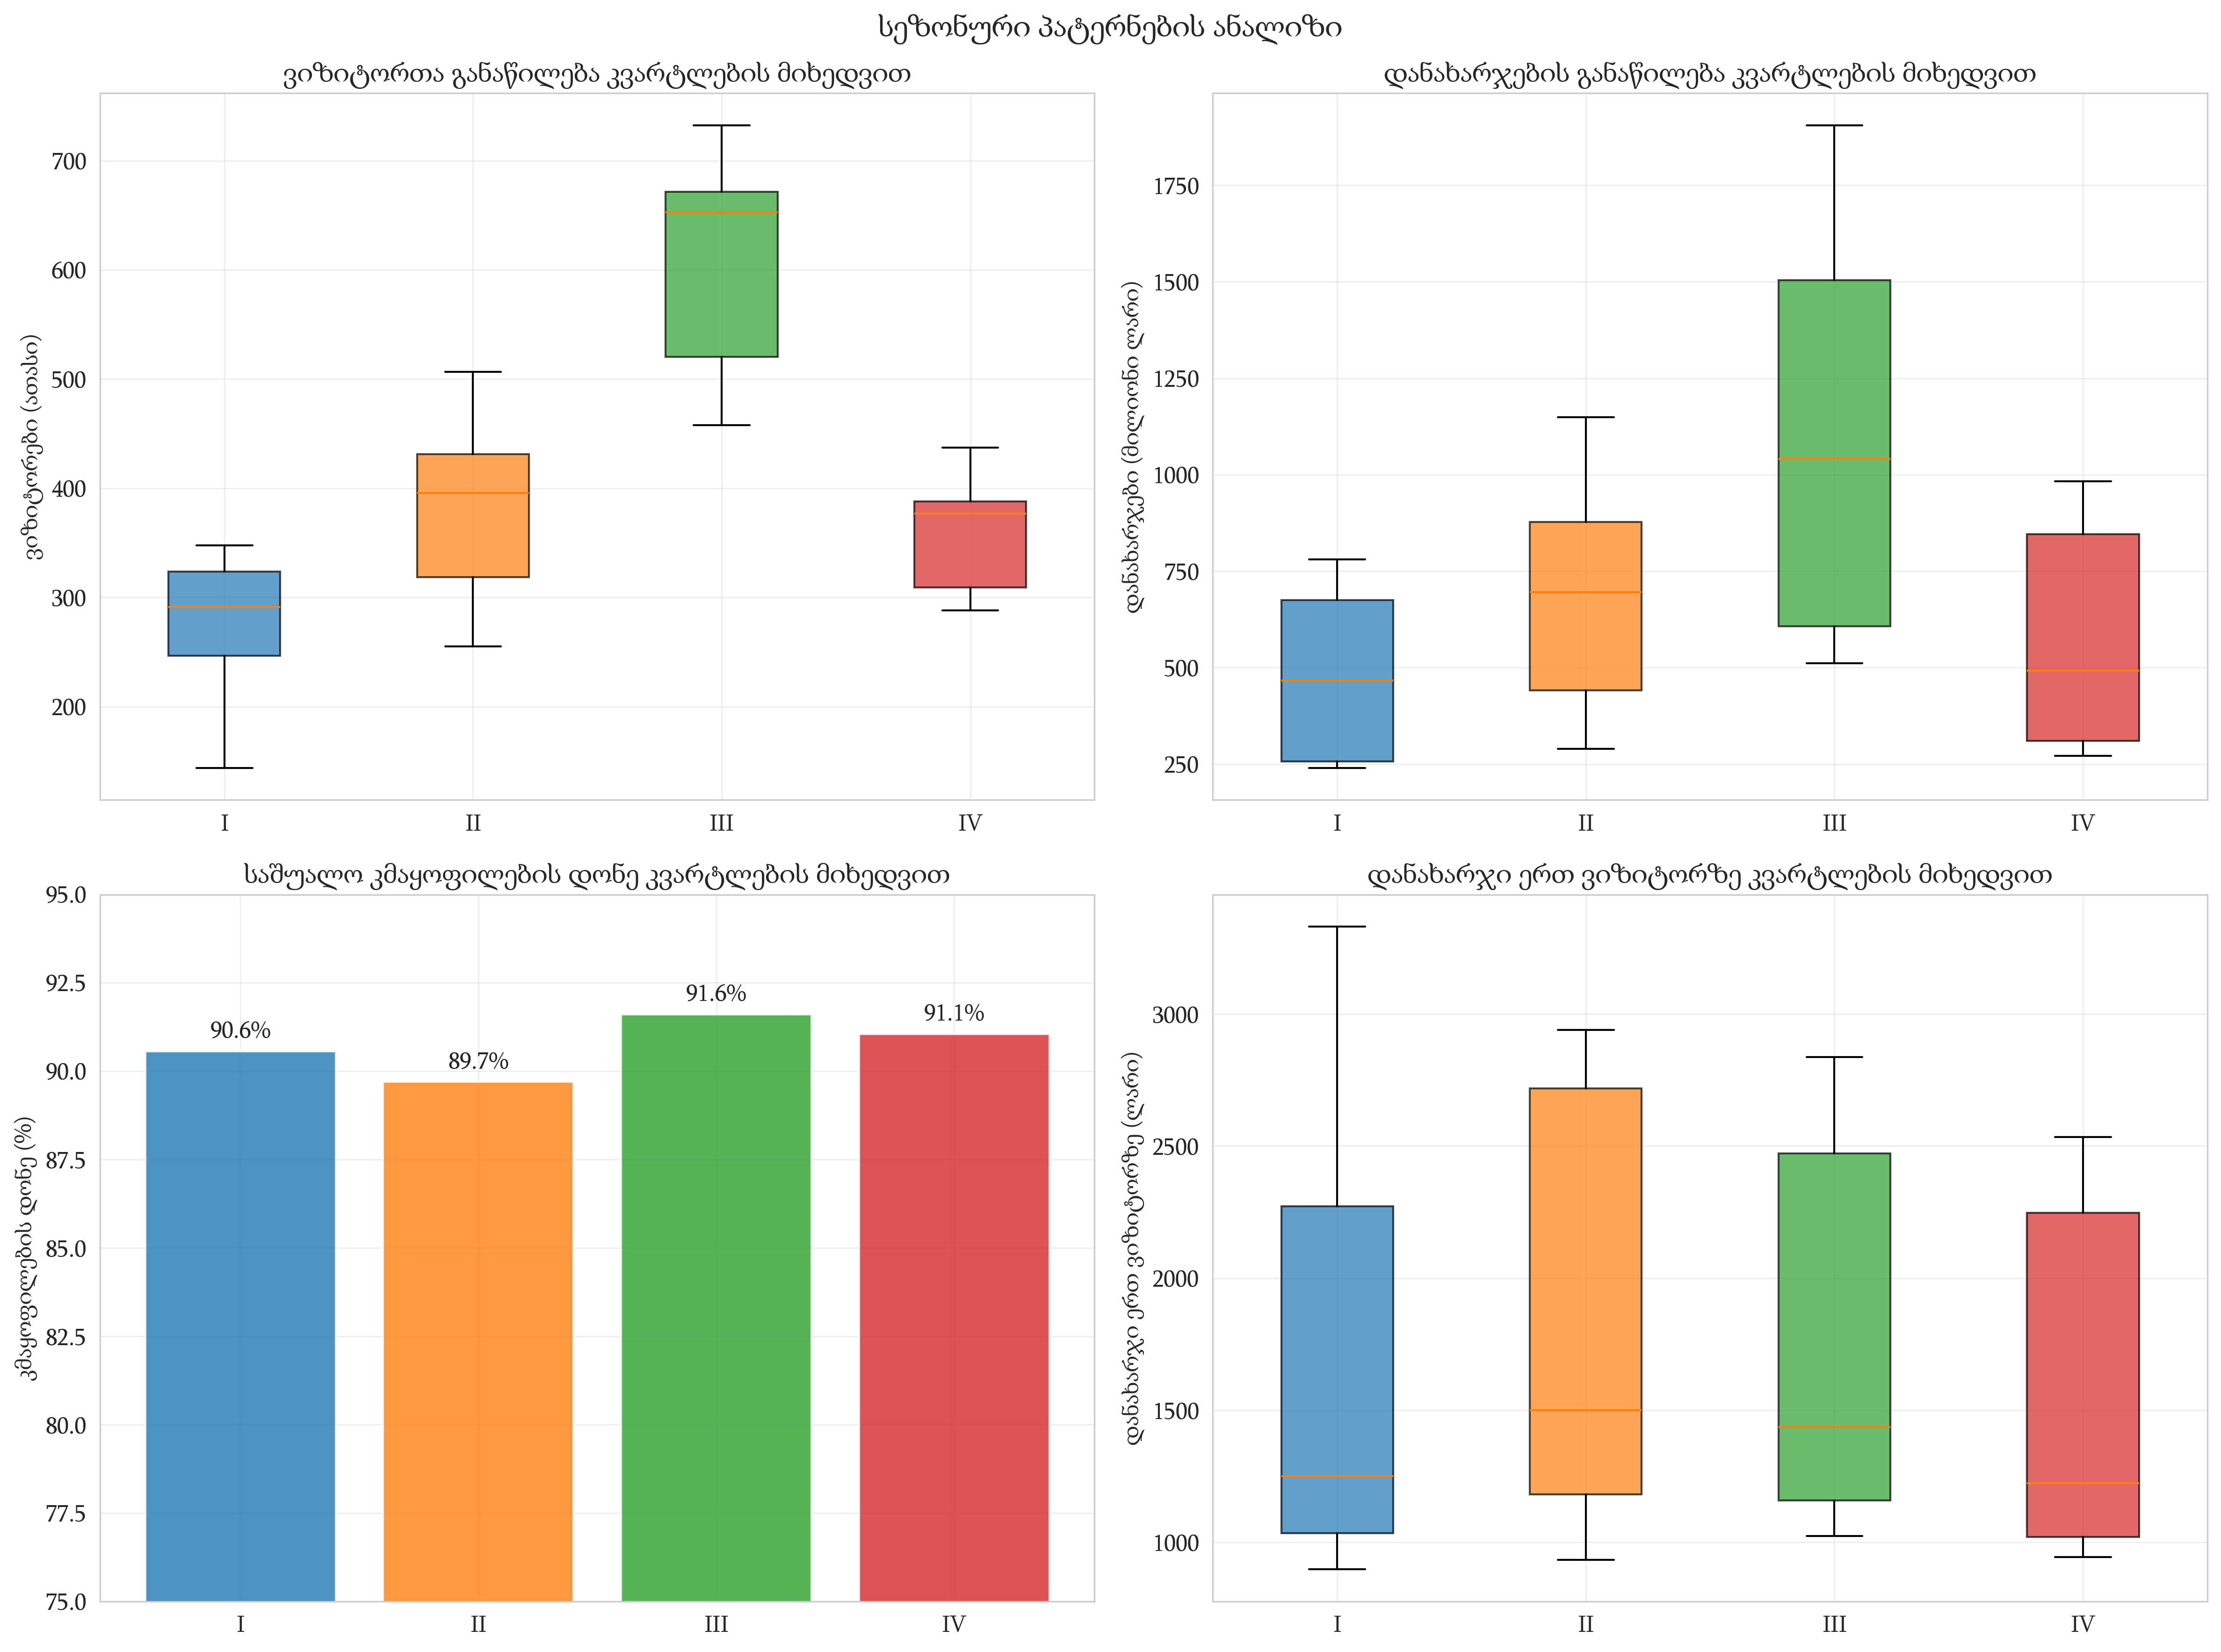 სეზონური პატერნების ანალიზი
ვიზიტორთა განაწილება კვარტლების მიხედვით
ვიზიტორები (ათასი)
700
600
500
400
300
200
I
II
III
IV
დანახარჯების განაწილება კვარტლების მიხედვით
დანახარჯები (მილიონი ლარი)
1750
1500
1250
1000
750
500
250
I
II
III
IV
საშუალო კმაყოფილების დონე კვარტლების მიხედვით
კმაყოფილების დონე (%)
95.0
92.5
90.0
87.5
85.0
82.5
80.0
77.5
75.0
90.6%
89.7%
91.6%
91.1%
I
II
III
IV
დანახარჯი ერთ ვიზიტორზე კვარტლების მიხედვით
დანახარჯი ერთ ვიზიტორზე (ლარი)
3000
2500
2000
1500
1000
I
II
III
IV